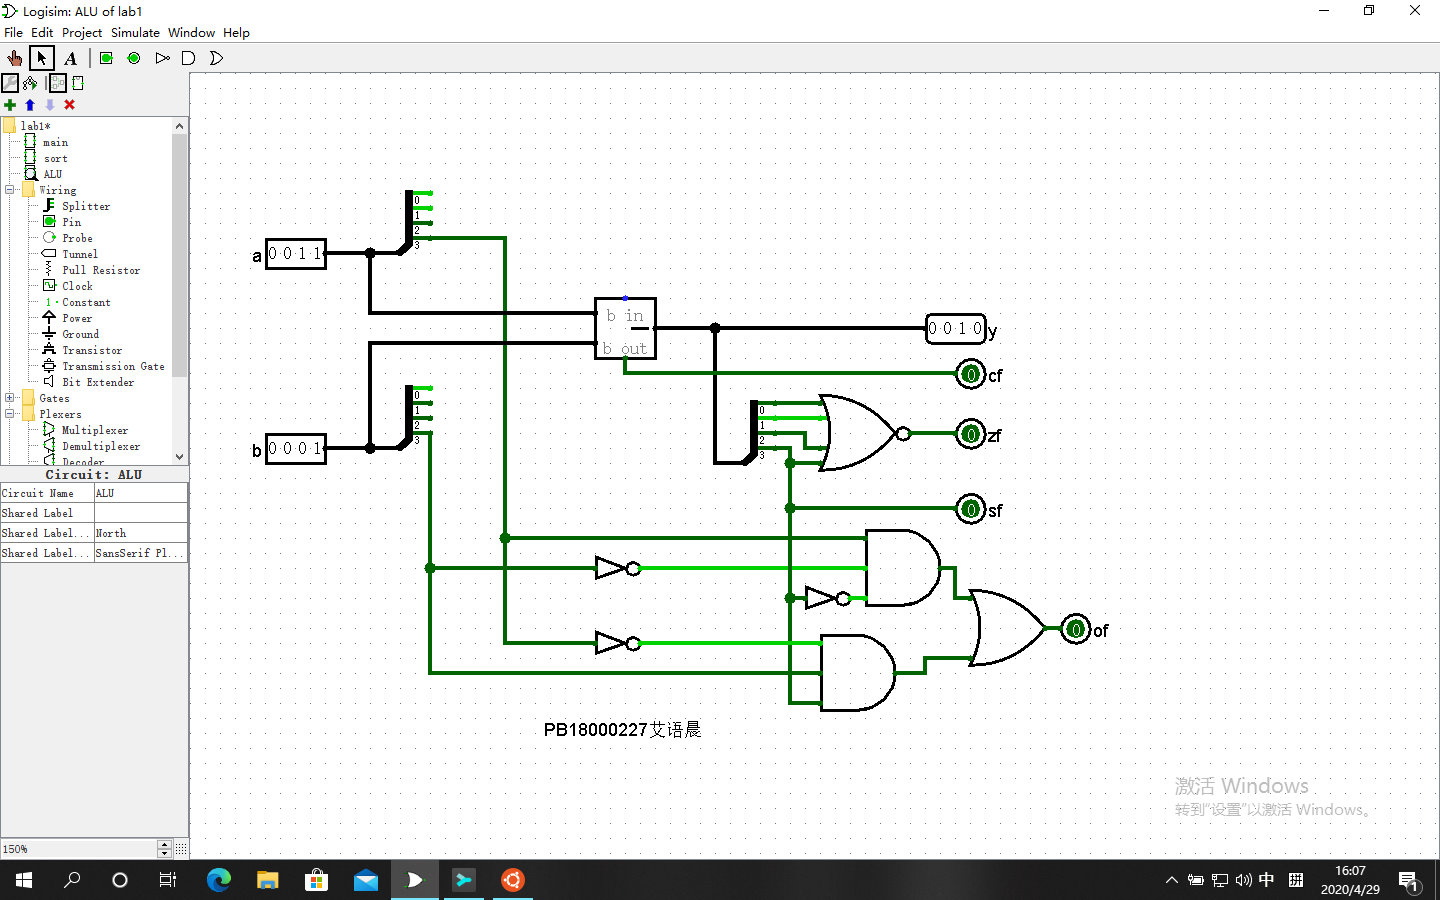 Logisim: ALU of lab1
File Edit Project Simulate Window Help
A
lab1*
main
sort
ALU
Wiring
Splitter
Pin
Probe
Tunnel
Pull Resistor
Clock
1 Constant
Power
Ground
Transistor
Transmission Gate
Bit Extender
Gates
Plexers
Multiplexer
Demultiplexer
Decoder
Circuit: ALU
Circuit Name ALU
Shared Label
Shared Label... North
Shared Label... SansSerif Pl...
150%
0
1
2
3
a 0 0 1 1
b in
b out
0 0 1 0 y
0 cf
0
1
2
3
b 0 0 0 1
0
1
2
3
0 zf
0 sf
0 of
PB18000227艾语晨
激活 Windows
转到"设置"以激活 Windows。
中 拼 16:07
2020/4/29
1